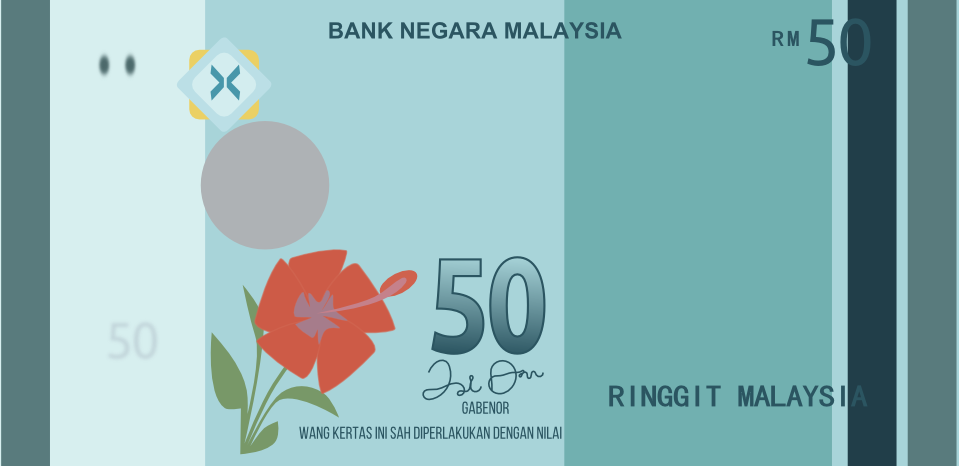 BANK NEGARA MALAYSIA
RM 50
50
50
GABENOR
WANG KERTAS INI SAH DIPERLAKUKAN DENGAN NILAI
RINGGIT MALAYSIA